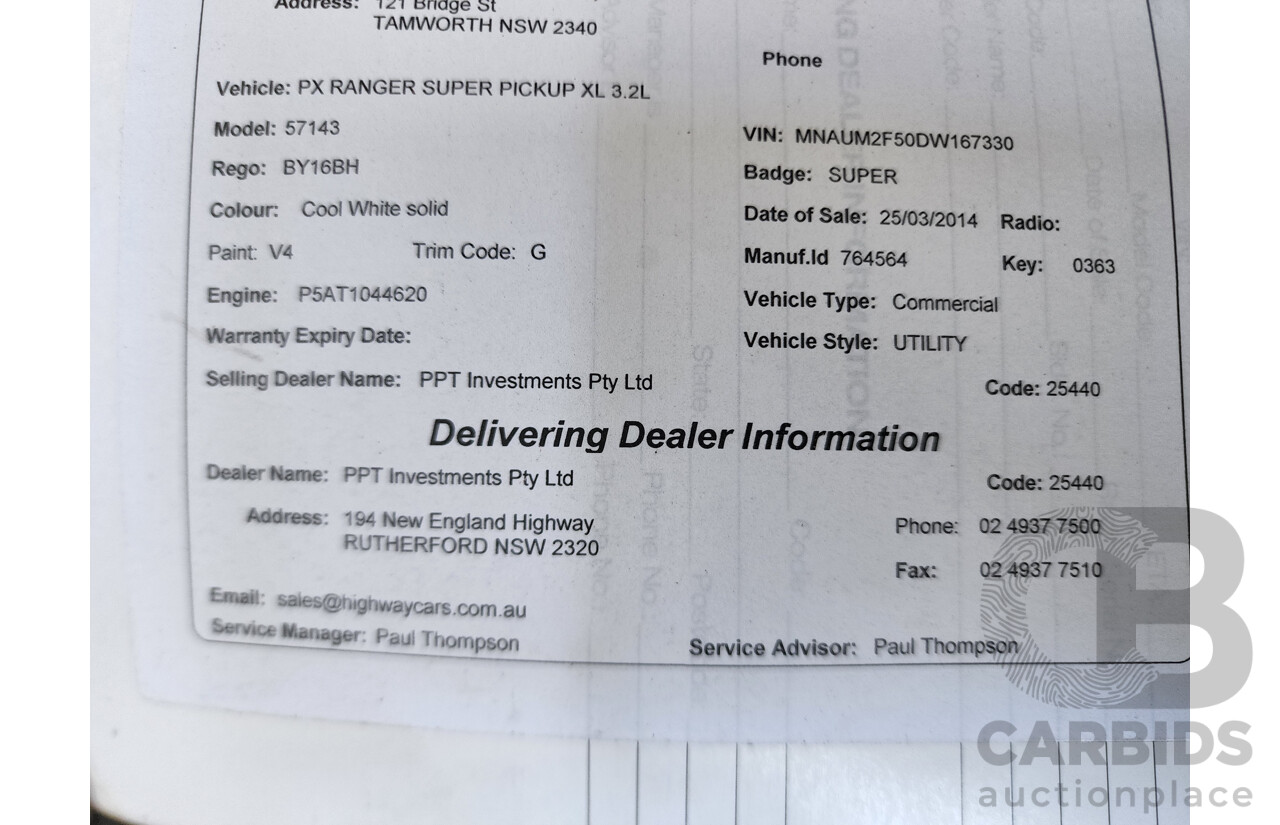 Address: 121 Bridge St
TAMWORTH NSW 2340
Phone
Vehicle: PX RANGER SUPER PICKUP XL 3.2L
Model: 57143
VIN: MNAUM2F50DW167330
Rego: BY16BH
Badge: SUPER
Colour: Cool White solid
Date of Sale: 25/03/2014 Radio:
Paint: V4 Trim Code: G
Manuf.Id 764564 Key: 0363
Engine: P5AT1044620
Vehicle Type: Commercial
Warranty Expiry Date:
Vehicle Style: UTILITY
Selling Dealer Name: PPT Investments Pty Ltd Code: 25440
Delivering Dealer Information
Dealer Name: PPT Investments Pty Ltd Code: 25440
Address: 194 New England Highway
RUTHERFORD NSW 2320
Phone: 02 4937 7500
Fax: 02 4937 7510
Email: sales@highwaycars.com.au
Service Manager: Paul Thompson
Service Advisor: Paul Thompson
CB
CARBIDS
auctionplace